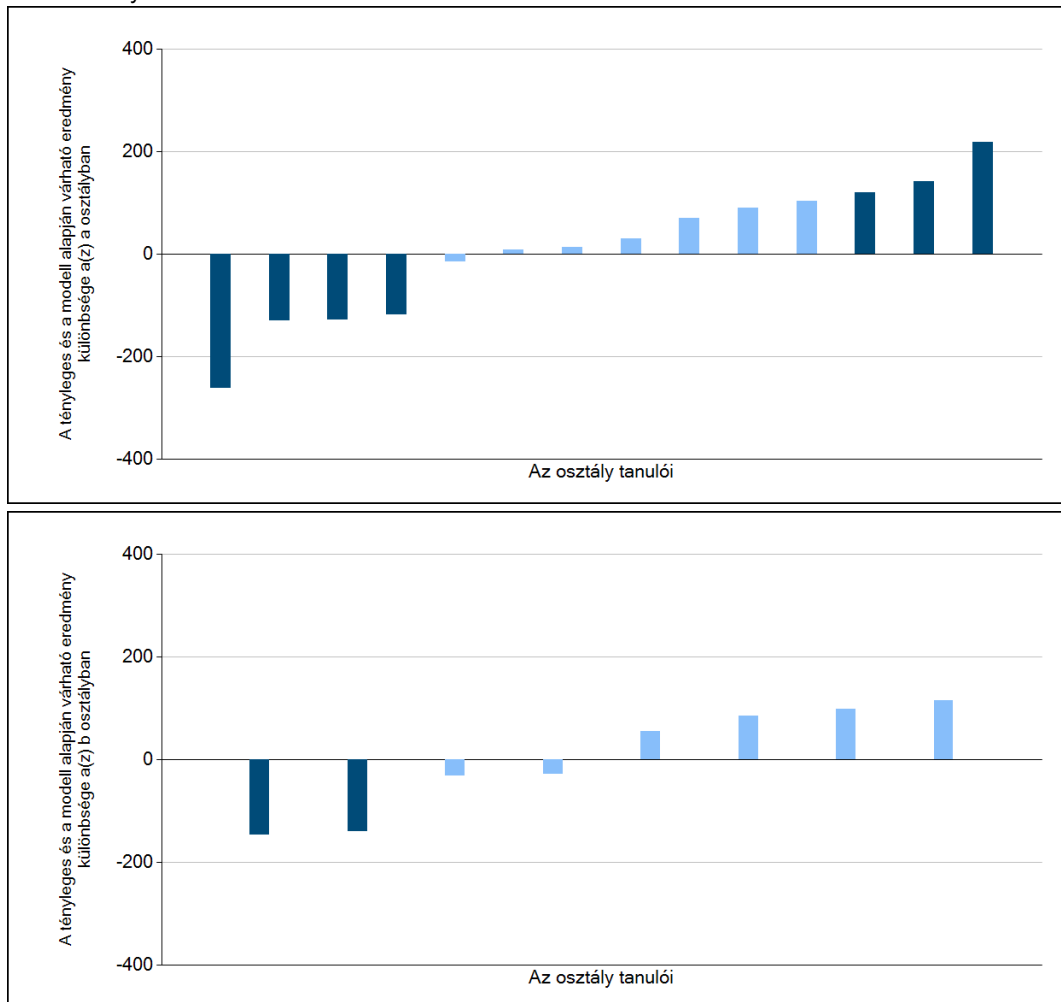 A tényleges és a modell alapján várható eredmény
különbsége a(z) a osztályban
400
200
0
-200
-400
Az osztály tanulói
A tényleges és a modell alapján várható eredmény
különbsége a(z) b osztályban
400
200
0
-200
-400
Az osztály tanulói